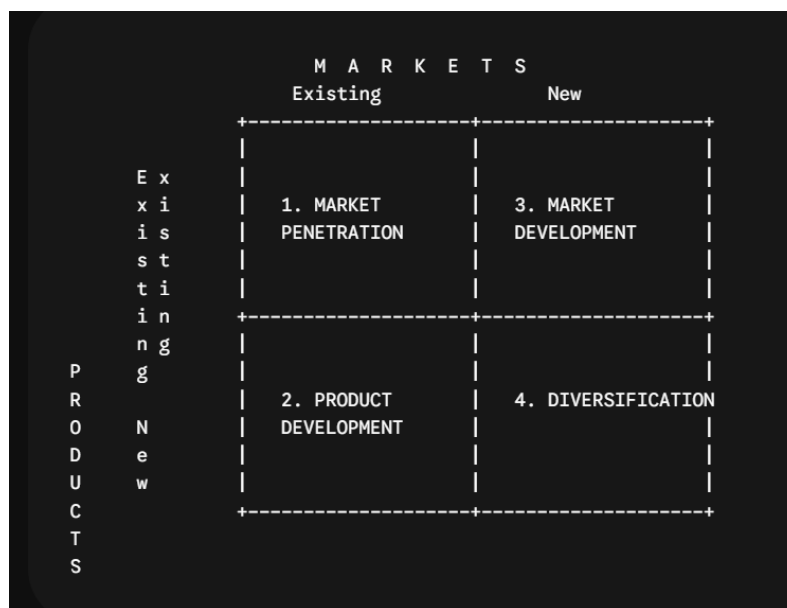 M A R K E T S
Existing New
+--------------------+--------------------+
| | |
E x | | |
x i | 1. MARKET | 3. MARKET |
i s | PENETRATION | DEVELOPMENT |
s t | | |
t i | | |
i n +--------------------+--------------------+
n g | | |
P g | | |
R | 2. PRODUCT | 4. DIVERSIFICATION
O N | DEVELOPMENT | |
D e | | |
U w | | |
C +--------------------+--------------------+
T
S